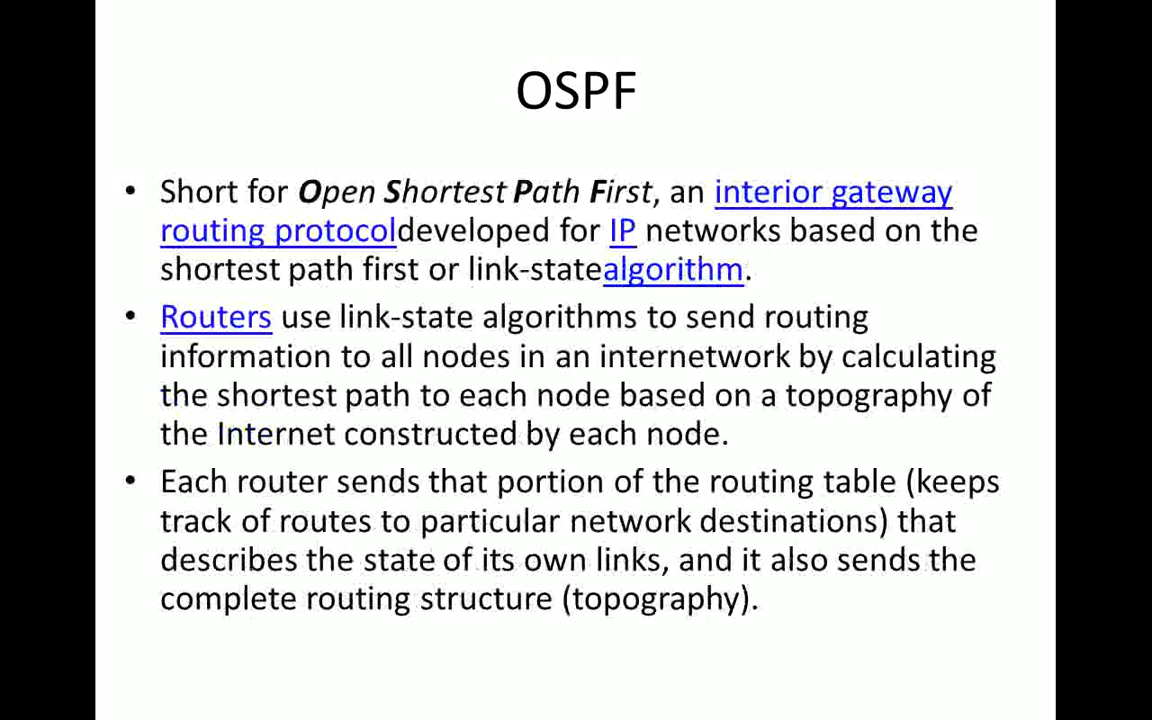 OSPF
• Short for Open Shortest Path First, an interior gateway
routing protocoldeveloped for IP networks based on the
shortest path first or link-statealgorithm.
• Routers use link-state algorithms to send routing
information to all nodes in an internetwork by calculating
the shortest path to each node based on a topography of
the Internet constructed by each node.
• Each router sends that portion of the routing table (keeps
track of routes to particular network destinations) that
describes the state of its own links, and it also sends the
complete routing structure (topography).